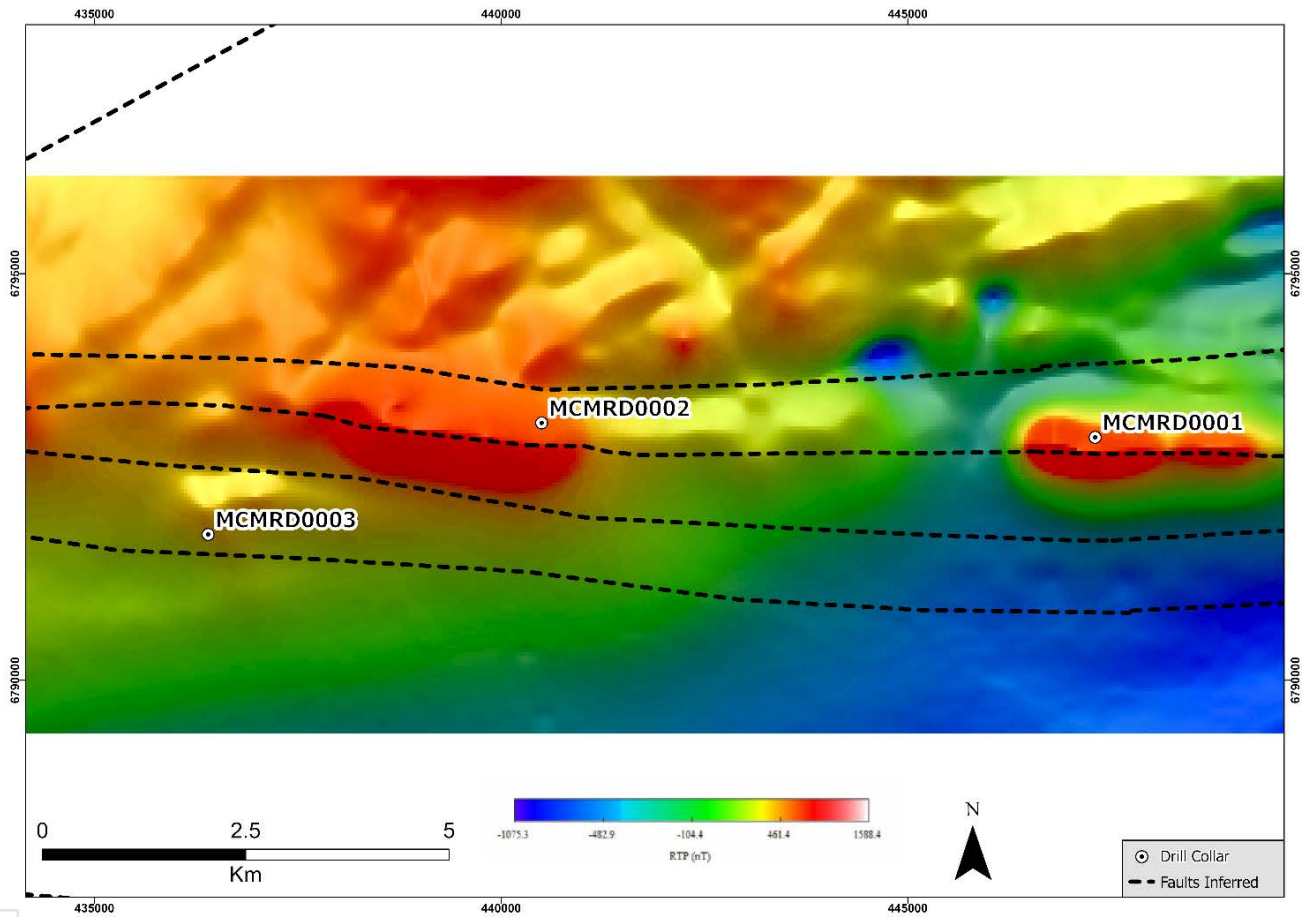 435000 440000 445000
6795000 6795000
MCMRD0002
MCMRD0001
MCMRD0003
6790000 6790000
0 2.5 5
Km
-1075.3 -482.9 -104.4 461.4 1588.4
RTP (nT)
N
Drill Collar
Faults Inferred
435000 440000 445000